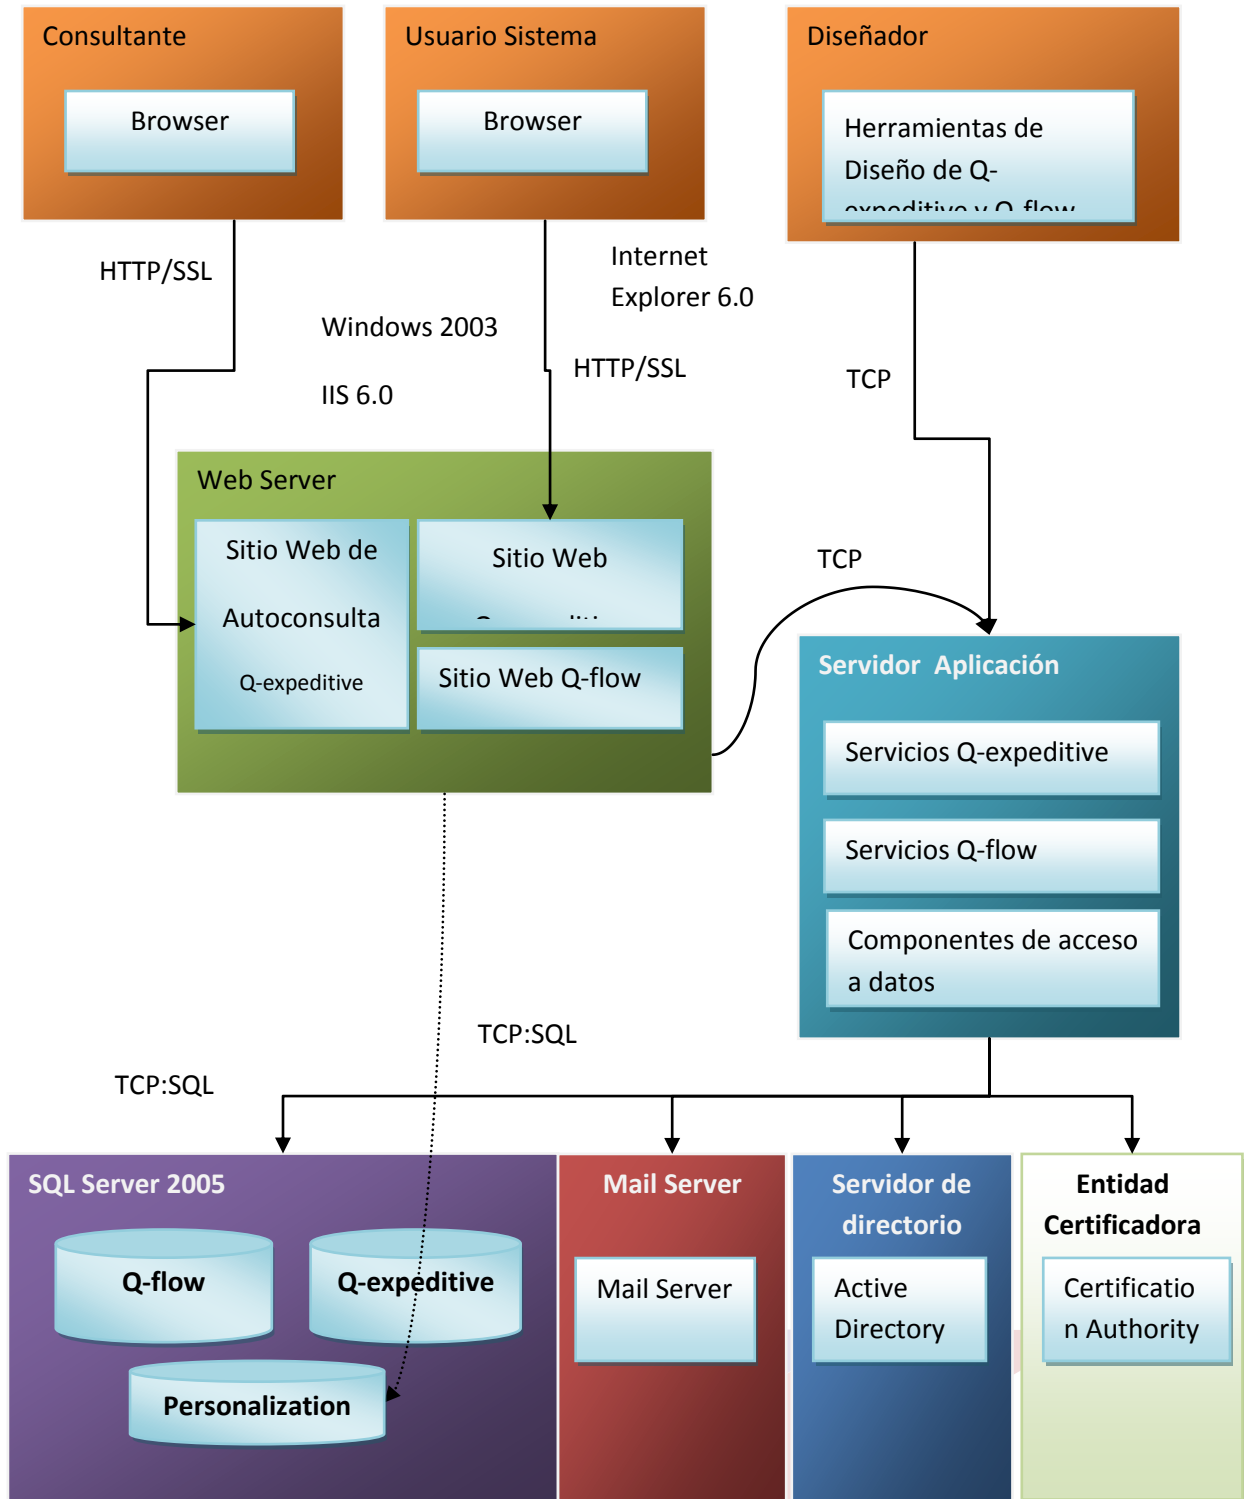 Consultante
Browser
Usuario Sistema
Browser
Diseñador
Herramientas de
Diseño de Q-
expeditive y Q-flow
HTTP/SSL
Internet
Explorer 6.0
Windows 2003
IIS 6.0
HTTP/SSL
TCP
Web Server
Sitio Web de
Autoconsulta
Q-expeditive
Sitio Web
Q-expeditive
Sitio Web Q-flow
TCP
Servidor Aplicación
Servicios Q-expeditive
Servicios Q-flow
Componentes de acceso
a datos
TCP:SQL
TCP:SQL
SQL Server 2005
Q-flow
Q-expeditive
Personalization
Mail Server
Mail Server
Servidor de
directorio
Active
Directory
Entidad
Certificadora
Certificatio
n Authority